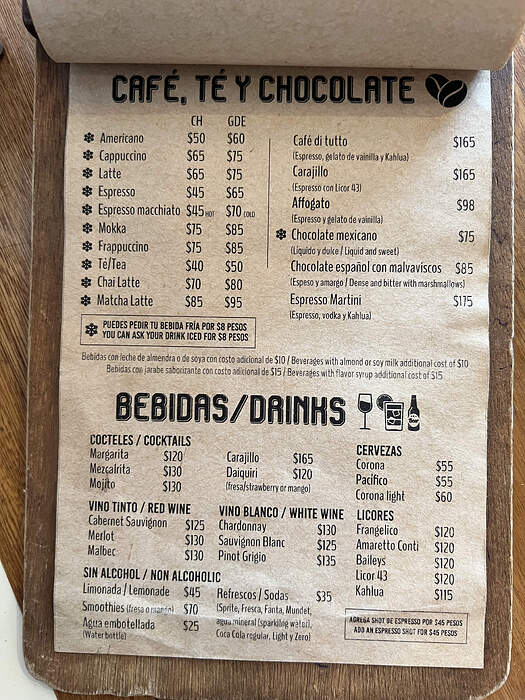 CAFÉ, TÉ Y CHOCOLATE
CH GDE
Americano $50 $60
Cappuccino $65 $75
Latte $65 $75
Espresso $45 $65
Espresso macchiato $45 HOT $70 COLD
Mokka $75 $85
Frappuccino $75 $85
Tè/Tea $40 $50
Chai Latte $70 $80
Matcha Latte $85 $95
Café di tutto $165
(Espresso, gelato de vainilla y Kahlua)
Carajillo $165
(Espresso con Licor 43)
Affogato $98
(Espresso y gelato de vainilla)
Chocolate mexicano $75
(Liquido y dulce / Liquid and sweet)
Chocolate español con malvaviscos $85
(Espeso y amargo / Dense and bitter with marshmallows)
Espresso Martini $175
(Espresso, vodka y Kahlua)
PUEDES PEDIR TU BEBIDA FRÍA POR $8 PESOS
YOU CAN ASK YOUR DRINK ICED FOR $8 PESOS
Bebidas con leche de almendra o de soya con costo adicional de $10 / Beverages with almond or soy milk additional cost of $10
Bebidas con jarabe saborizante con costo adicional de $15 / Beverages with flavor syrup additional cost of $15
BEBIDAS/DRINKS
COCTELES / COCKTAILS
Margarita $120
Mezcalrita $130
Mojito $130
Carajillo $165
Daiquiri $120
(fresa/strawberry or mango)
CERVEZAS
Corona $55
Pacífico $55
Corona light $60
VINO TINTO / RED WINE
Cabernet Sauvignon $125
Merlot $130
Malbec $130
VINO BLANCO / WHITE WINE
Chardonnay $130
Sauvignon Blanc $125
Pinot Grigio $135
LICORES
Frangelico $120
Amaretto Conti $120
Baileys $120
Licor 43 $120
Kahlua $115
SIN ALCOHOL / NON ALCOHOLIC
Limonada / Lemonade $45
Smoothies (fresa o mango) $70
Agua embotellada $25
(Water bottle)
Refrescos / Sodas $35
(Sprite, Fresca, Fanta, Mundet,
agua mineral (sparkling water),
Coca Cola regular, Light y Zero)
AGREGA SHOT DE ESPRESSO POR $45 PESOS
ADD AN ESPRESSO SHOT FOR $45 PESOS